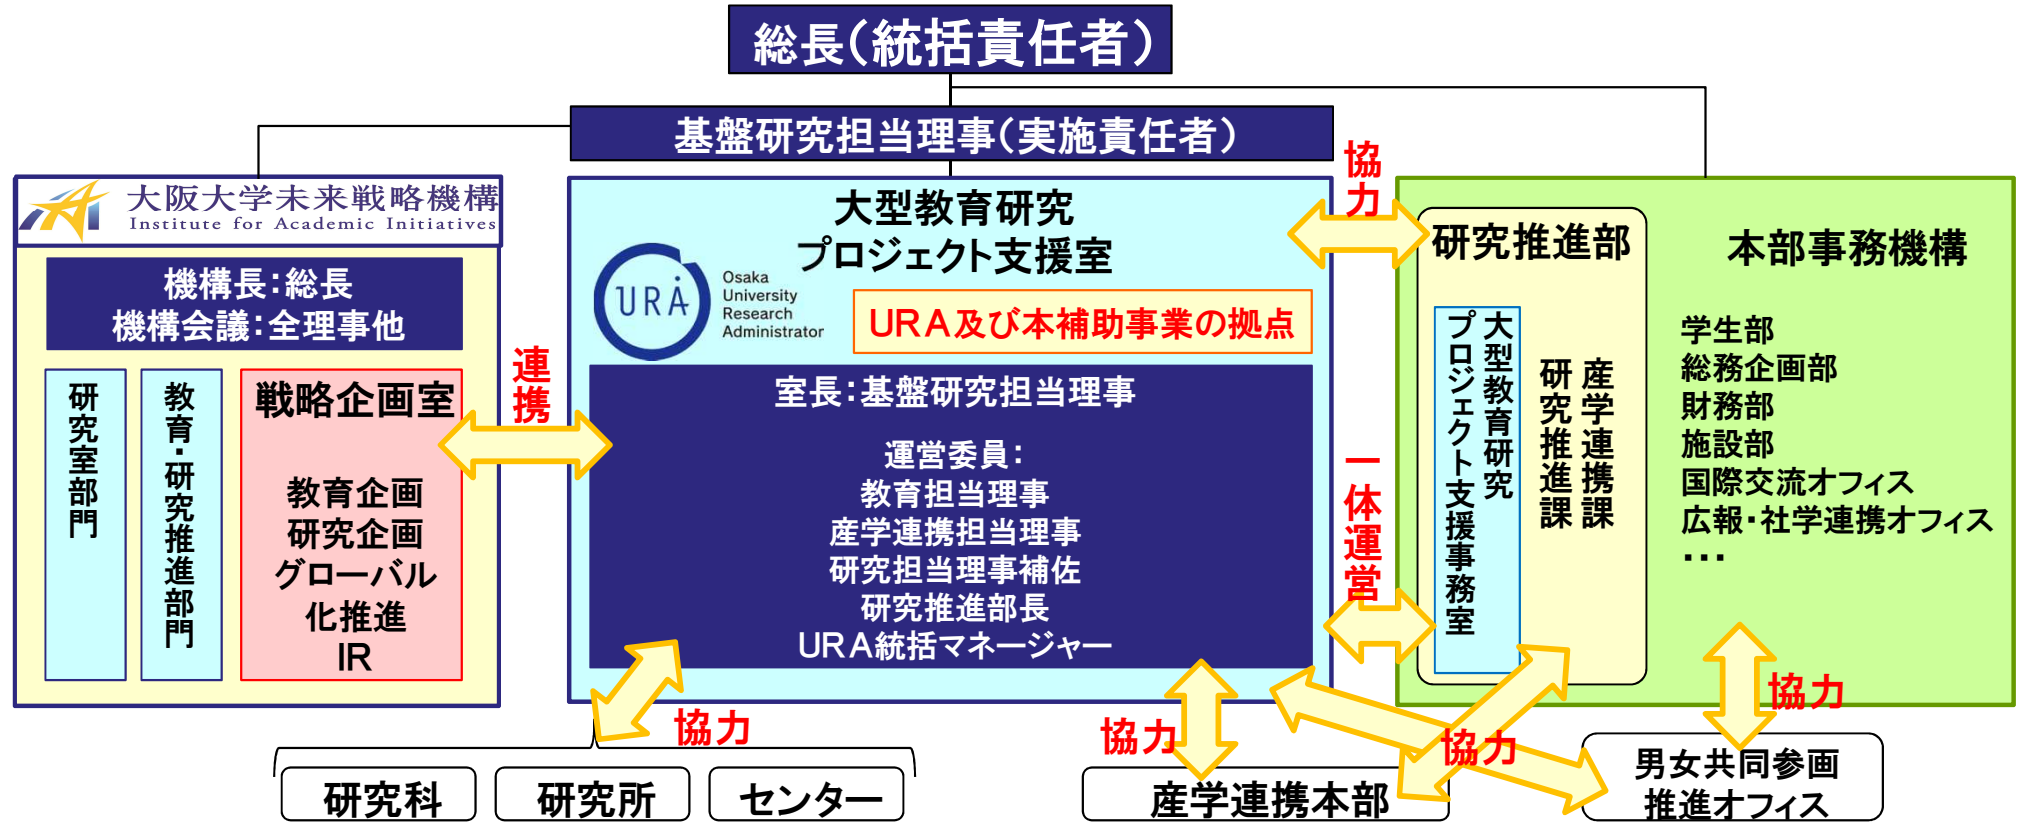 総長（統括責任者）
基盤研究担当理事（実施責任者）
大阪大学未来戦略機構
Institute for Academic Initiatives
機構長：総長
機構会議：全理事他
研究室部門
教育・研究推進部門
戦略企画室
教育企画
研究企画
グローバル
化推進
IR
連携
大型教育研究
プロジェクト支援室
URA
Osaka
University
Research
Administrator
URA及び本補助事業の拠点
室長：基盤研究担当理事
運営委員：
教育担当理事
産学連携担当理事
研究担当理事補佐
研究推進部長
URA統括マネージャー
協力
一体運営
研究推進部
大型教育研究
プロジェクト支援事務室
産学連携課
研究推進課
本部事務機構
学生部
総務企画部
財務部
施設部
国際交流オフィス
広報・社学連携オフィス
・・・
協力
協力
協力
協力
研究科
研究所
センター
産学連携本部
男女共同参画
推進オフィス